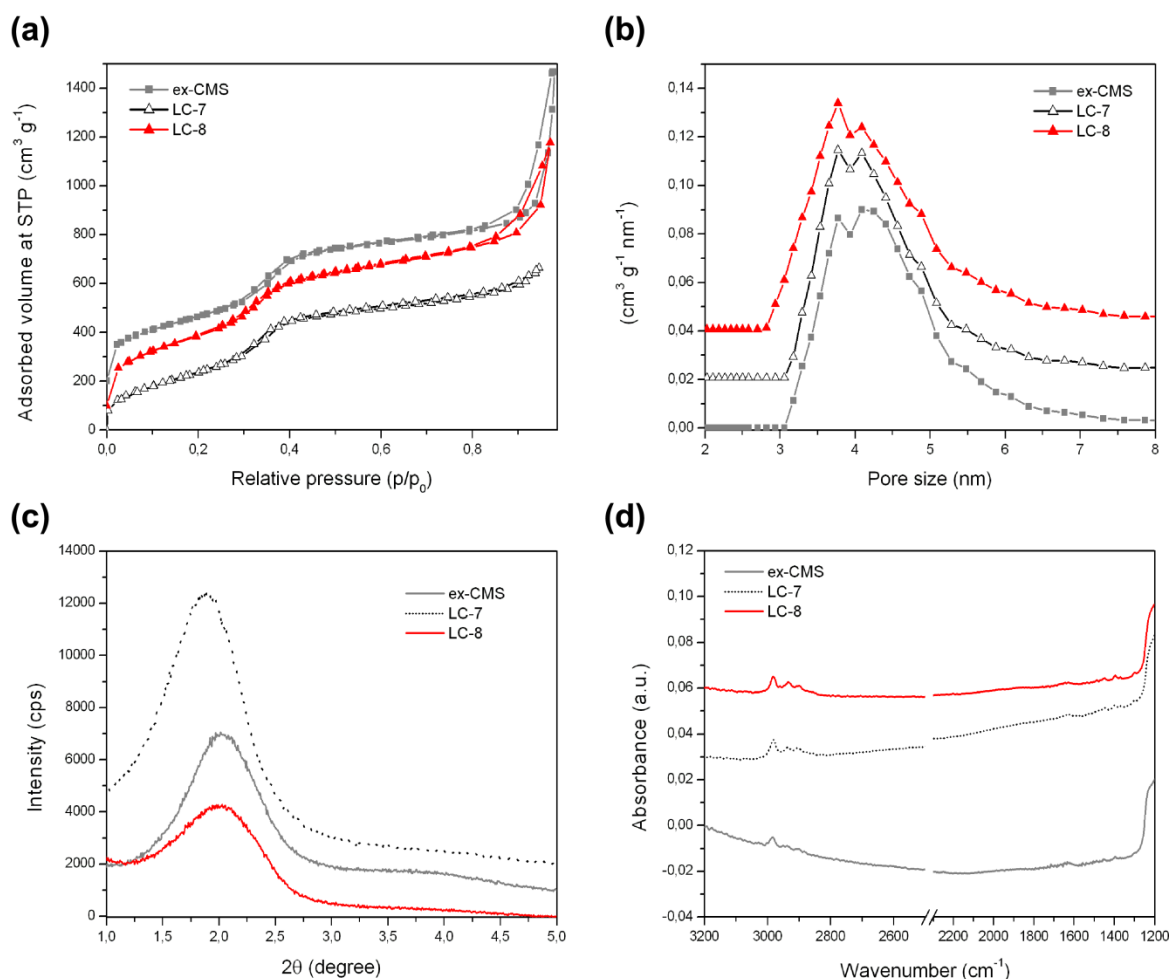 (a)
Adsorbed volume at STP (cm³ g⁻¹)
1400
1200
1000
800
600
400
200
0
0,0 0,2 0,4 0,6 0,8
Relative pressure (p/p₀)
ex-CMS
LC-7
LC-8
(b)
(cm³ g⁻¹ nm⁻¹)
0,14
0,12
0,10
0,08
0,06
0,04
0,02
0,00
2 3 4 5 6 7 8
Pore size (nm)
ex-CMS
LC-7
LC-8
(c)
Intensity (cps)
14000
12000
10000
8000
6000
4000
2000
0
1,0 1,5 2,0 2,5 3,0 3,5 4,0 4,5 5,0
2θ (degree)
ex-CMS
LC-7
LC-8
(d)
Absorbance (a.u.)
0,12
0,10
0,08
0,06
0,04
0,02
0,00
-0,02
-0,04
3200 3000 2800 2600 2200 2000 1800 1600 1400 1200
Wavenumber (cm⁻¹)
ex-CMS
LC-7
LC-8